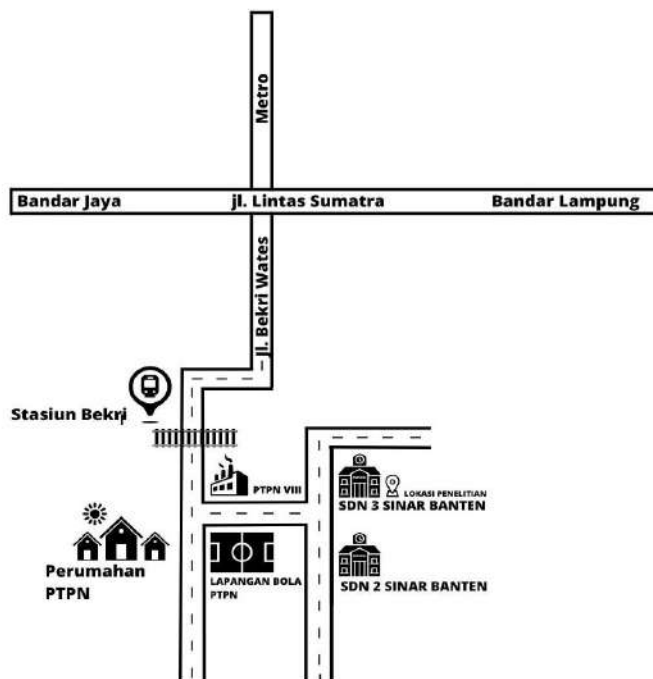 Metro
Bandar Jaya
jl. Lintas Sumatra
Bandar Lampung
Jl. Bekri Wates
Stasiun Bekri
PTPN VIII
LOKASI PENELITIAN
SDN 3 SINAR BANTEN
Perumahan
PTPN
LAPANGAN BOLA
PTPN
SDN 2 SINAR BANTEN